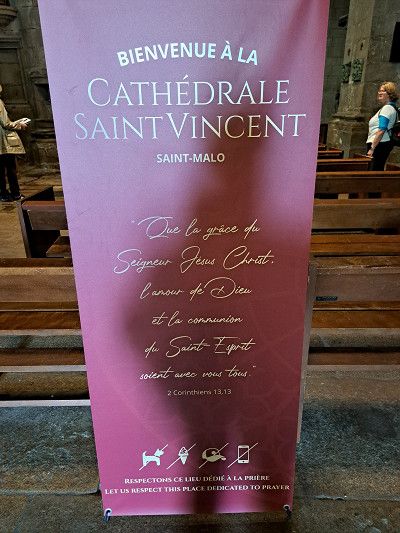 BIENVENUE À LA
CATHÉDRALE
SAINT VINCENT
SAINT-MALO
"Que la grâce du
Seigneur Jésus Christ,
l'amour de Dieu
et la communion
du Saint-Esprit
soient avec vous tous."
2 Corinthiens 13,13
RESPECTONS CE LIEU DÉDIÉ À LA PRIÈRE
LET US RESPECT THIS PLACE DEDICATED TO PRAYER